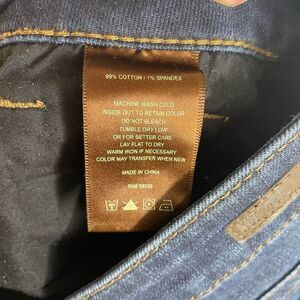 99% COTTON / 1% SPANDEX
MACHINE WASH COLD
INSIDE OUT TO RETAIN COLOR
DO NOT BLEACH
TUMBLE DRY LOW
OR FOR BETTER CARE
LAY FLAT TO DRY
WARM IRON IF NECESSARY
COLOR MAY TRANSFER WHEN NEW
MADE IN CHINA
RN# 58529